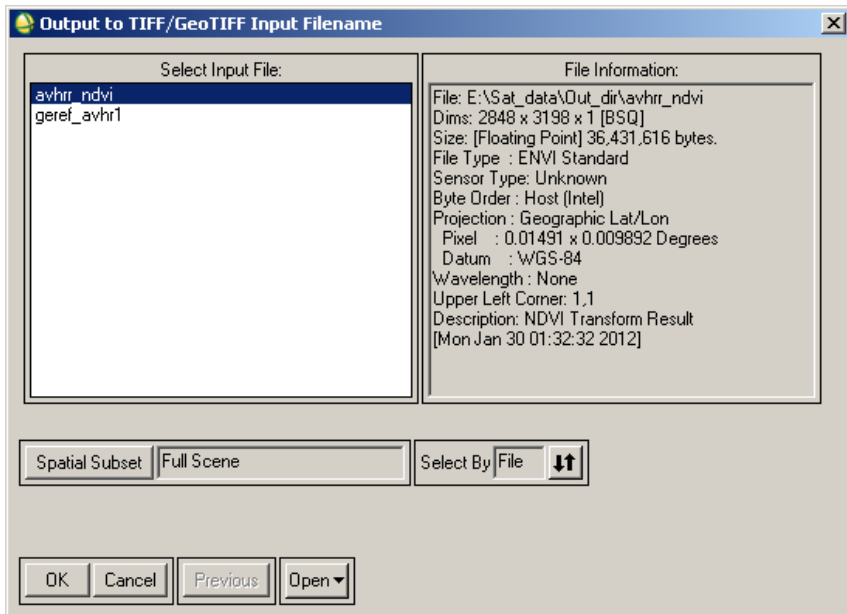 Output to TIFF/GeoTIFF Input Filename
Select Input File:
avhrr_ndvi
geref_avhr1
File Information:
File: E:\Sat_data\Out_dir\avhrr_ndvi
Dims: 2848 x 3198 x 1 [BSQ]
Size: [Floating Point] 36,431,616 bytes.
File Type : ENVI Standard
Sensor Type: Unknown
Byte Order : Host (Intel)
Projection : Geographic Lat/Lon
Pixel : 0.01491 x 0.009892 Degrees
Datum : WGS-84
Wavelength : None
Upper Left Corner: 1,1
Description: NDVI Transform Result
[Mon Jan 30 01:32:32 2012]
Spatial Subset Full Scene
Select By File
OK Cancel Previous Open